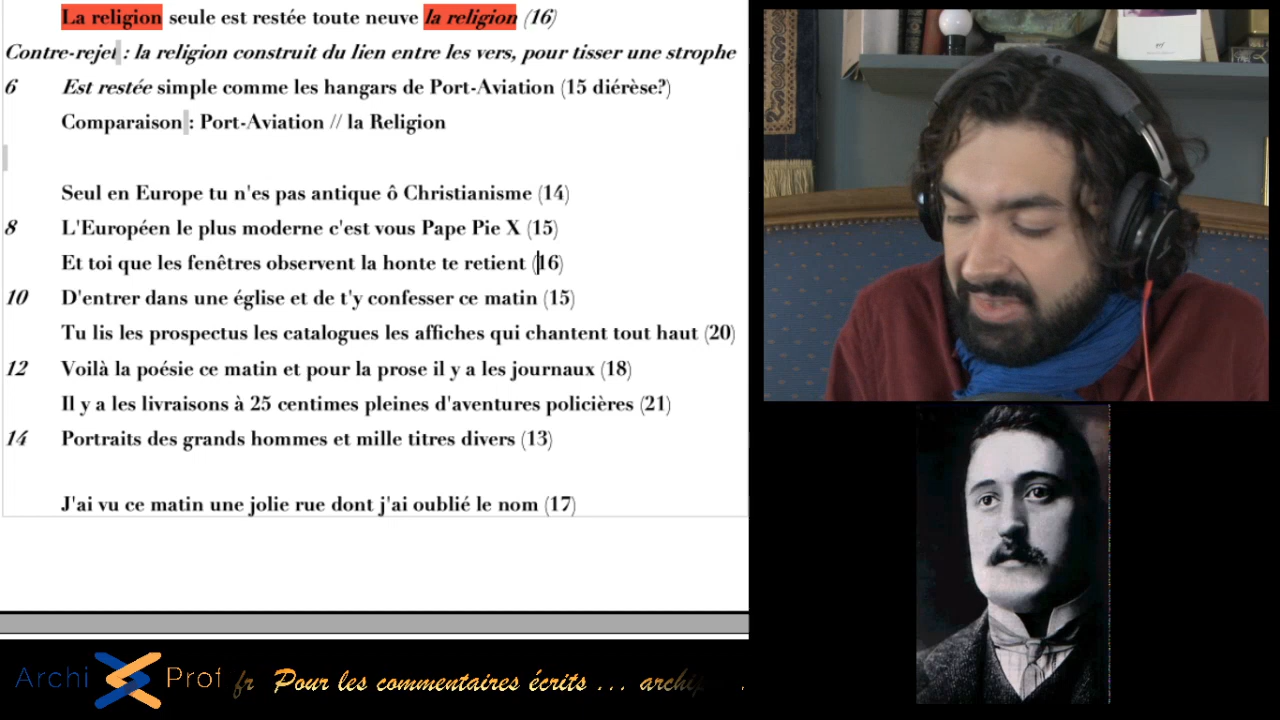 La religion seule est restée toute neuve la religion (16)
Contre-rejet : la religion construit du lien entre les vers, pour tisser une strophe
6 Est restée simple comme les hangars de Port-Aviation (15 diérèse?)
Comparaison : Port-Aviation // la Religion
Seul en Europe tu n'es pas antique ô Christianisme (14)
8 L'Européen le plus moderne c'est vous Pape Pie X (15)
Et toi que les fenêtres observent la honte te retient (16)
10 D'entrer dans une église et de t'y confesser ce matin (15)
Tu lis les prospectus les catalogues les affiches qui chantent tout haut (20)
12 Voilà la poésie ce matin et pour la prose il y a les journaux (18)
Il y a les livraisons à 25 centimes pleines d'aventures policières (21)
14 Portraits des grands hommes et mille titres divers (13)
J'ai vu ce matin une jolie rue dont j'ai oublié le nom (17)
Archi Prof fr Pour les commentaires écrits ...